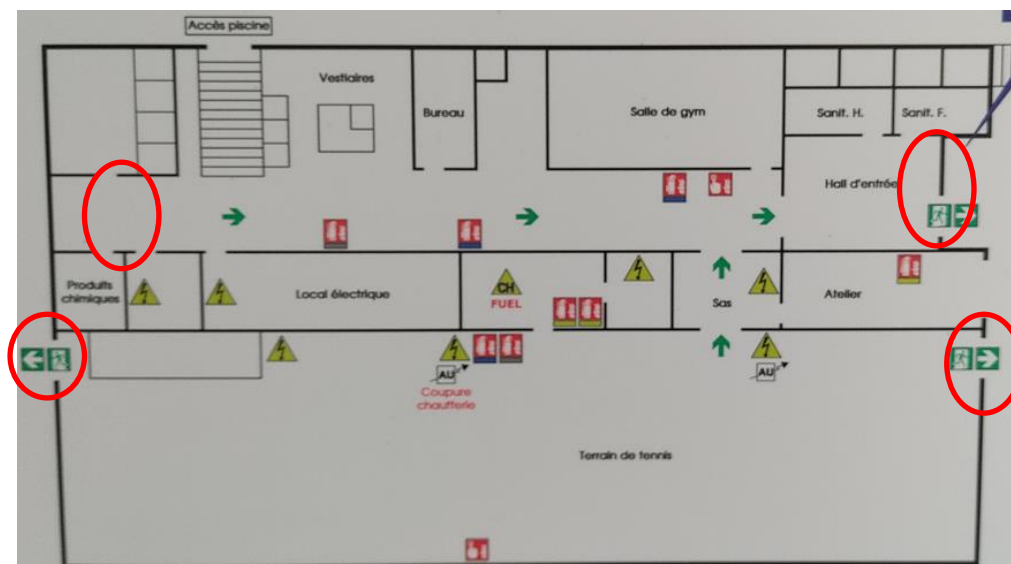 Accès piscine
Vestiaires
Bureau
Salle de gym
Sanit. H.
Sanit. F.
Hall d'entrée
Produits
chimiques
Local électrique
CH
FUEL
Sas
Atelier
AU
Coupure
chaufferie
AU
Terrain de tennis